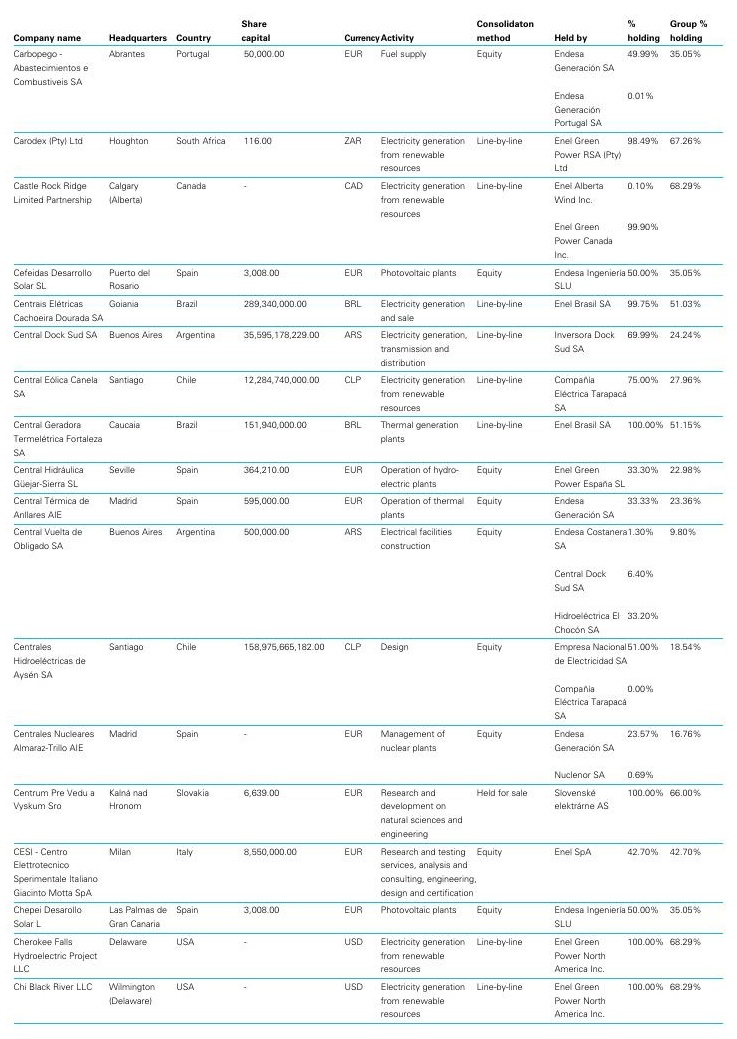 Company name Headquarters Country Share capital Currency Activity Consolidaton method Held by % holding Group % holding
Carbopego - Abastecimientos e Combustiveis SA Abrantes Portugal 50,000.00 EUR Fuel supply Equity Endesa Generación SA 49.99% 35.05%
Endesa Generación Portugal SA 0.01%
Carodex (Pty) Ltd Houghton South Africa 116.00 ZAR Electricity generation from renewable resources Line-by-line Enel Green Power RSA (Pty) Ltd 98.49% 67.26%
Castle Rock Ridge Limited Partnership Calgary (Alberta) Canada - CAD Electricity generation from renewable resources Line-by-line Enel Alberta Wind Inc. 0.10% 68.29%
Enel Green Power Canada Inc. 99.90%
Cefeidas Desarrollo Solar SL Puerto del Rosario Spain 3,008.00 EUR Photovoltaic plants Equity Endesa Ingeniería SLU 50.00% 35.05%
Centrais Elétricas Cachoeira Dourada SA Goiania Brazil 289,340,000.00 BRL Electricity generation and sale Line-by-line Enel Brasil SA 99.75% 51.03%
Central Dock Sud SA Buenos Aires Argentina 35,595,178,229.00 ARS Electricity generation, transmission and distribution Line-by-line Inversora Dock Sud SA 69.99% 24.24%
Central Eólica Canela SA Santiago Chile 12,284,740,000.00 CLP Electricity generation from renewable resources Line-by-line Compañía Eléctrica Tarapacá SA 75.00% 27.96%
Central Geradora Termelétrica Fortaleza SA Caucaia Brazil 151,940,000.00 BRL Thermal generation plants Line-by-line Enel Brasil SA 100.00% 51.15%
Central Hidráulica Güejar-Sierra SL Seville Spain 364,210.00 EUR Operation of hydro-electric plants Equity Enel Green Power España SL 33.30% 22.98%
Central Térmica de Anllares AIE Madrid Spain 595,000.00 EUR Operation of thermal plants Equity Endesa Generación SA 33.33% 23.36%
Central Vuelta de Obligado SA Buenos Aires Argentina 500,000.00 ARS Electrical facilities construction Equity Endesa Costanera SA 1.30% 9.80%
Central Dock Sud SA 6.40%
Hidroeléctrica El Chocón SA 33.20%
Centrales Hidroeléctricas de Aysén SA Santiago Chile 158,975,665,182.00 CLP Design Equity Empresa Nacional de Electricidad SA 51.00% 18.54%
Compañía Eléctrica Tarapacá SA 0.00%
Centrales Nucleares Almaraz-Trillo AIE Madrid Spain - EUR Management of nuclear plants Equity Endesa Generación SA 23.57% 16.76%
Nuclenor SA 0.69%
Centrum Pre Vedu a Vyskum Sro Kalná nad Hronom Slovakia 6,639.00 EUR Research and development on natural sciences and engineering Held for sale Slovenské elektrárne AS 100.00% 66.00%
CESI - Centro Elettrotecnico Sperimentale Italiano Giacinto Motta SpA Milan Italy 8,550,000.00 EUR Research and testing services, analysis and consulting, engineering, design and certification Equity Enel SpA 42.70% 42.70%
Chepei Desarollo Solar L Las Palmas de Gran Canaria Spain 3,008.00 EUR Photovoltaic plants Equity Endesa Ingeniería SLU 50.00% 35.05%
Cherokee Falls Hydroelectric Project LLC Delaware USA - USD Electricity generation from renewable resources Line-by-line Enel Green Power North America Inc. 100.00% 68.29%
Chi Black River LLC Wilmington (Delaware) USA - USD Electricity generation from renewable resources Line-by-line Enel Green Power North America Inc. 100.00% 68.29%